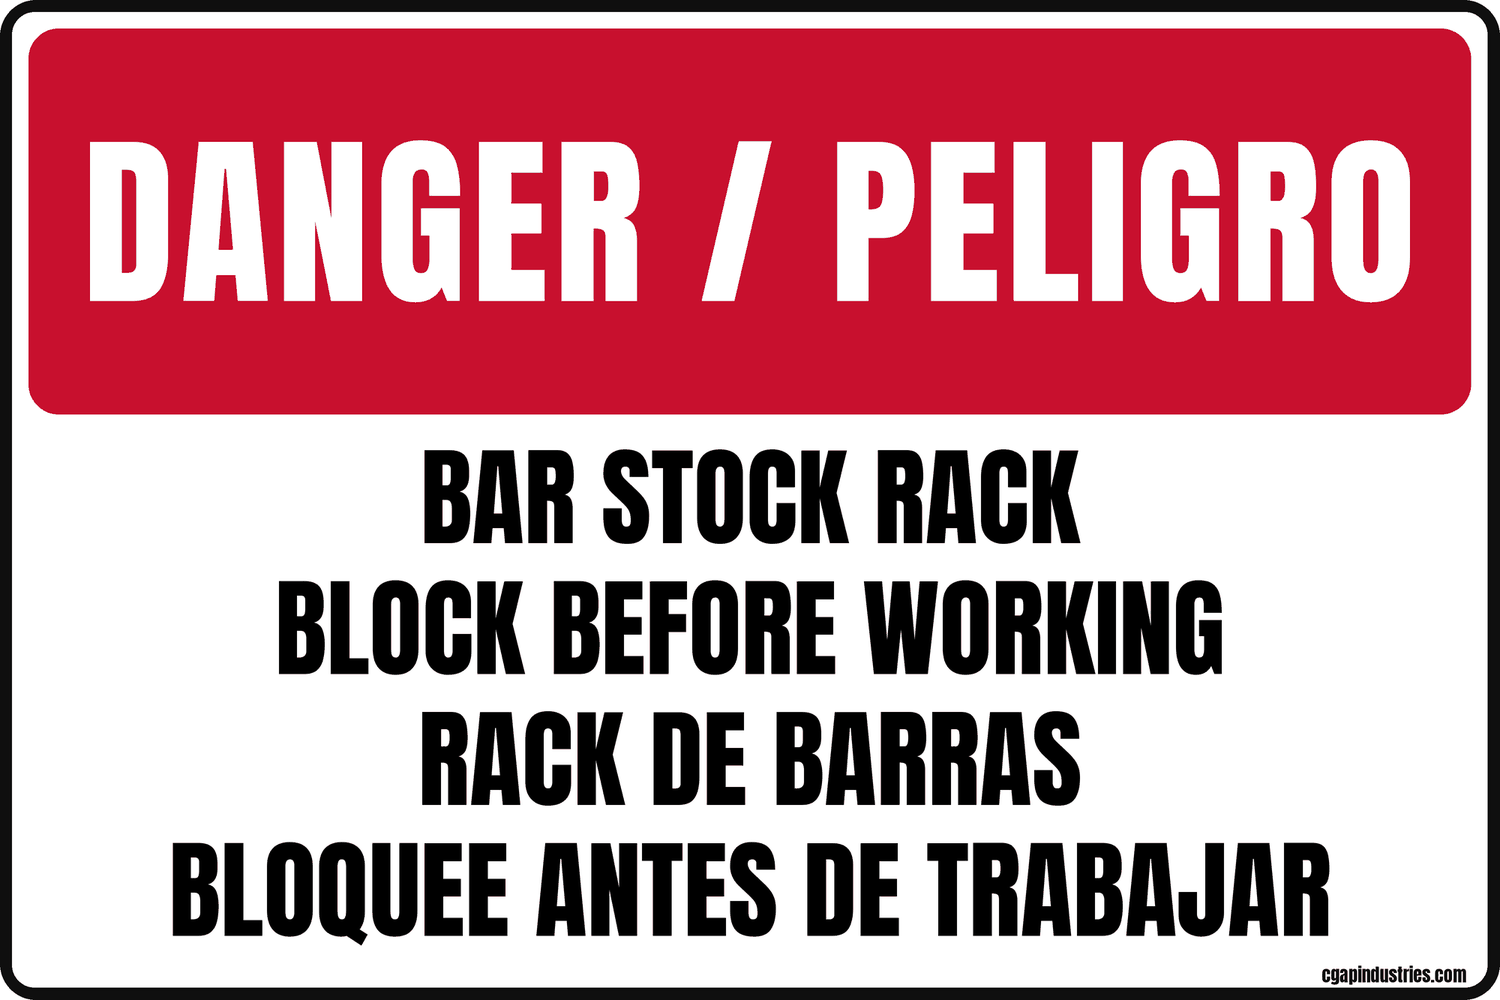 DANGER / PELIGRO
BAR STOCK RACK
BLOCK BEFORE WORKING
RACK DE BARRAS
BLOQUEE ANTES DE TRABAJAR
cgapindustries.com